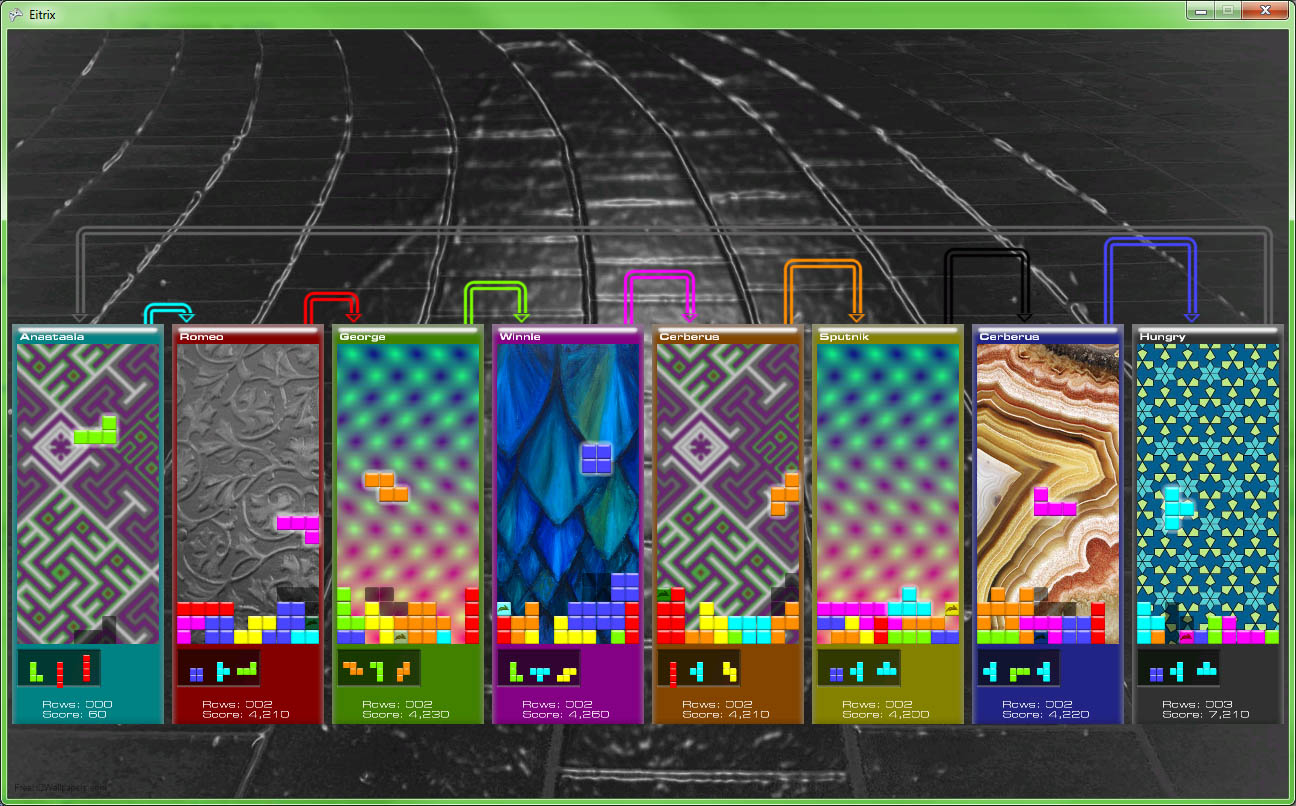 Eitrix
Anastasia
Romeo
George
Winnie
Cerberus
Sputnik
Cerberus
Hungry
Rows: 000
Score: 60
Rows: 002
Score: 4,210
Rows: 002
Score: 4,230
Rows: 002
Score: 4,260
Rows: 002
Score: 4,210
Rows: 002
Score: 4,200
Rows: 002
Score: 4,220
Rows: 003
Score: 7,210